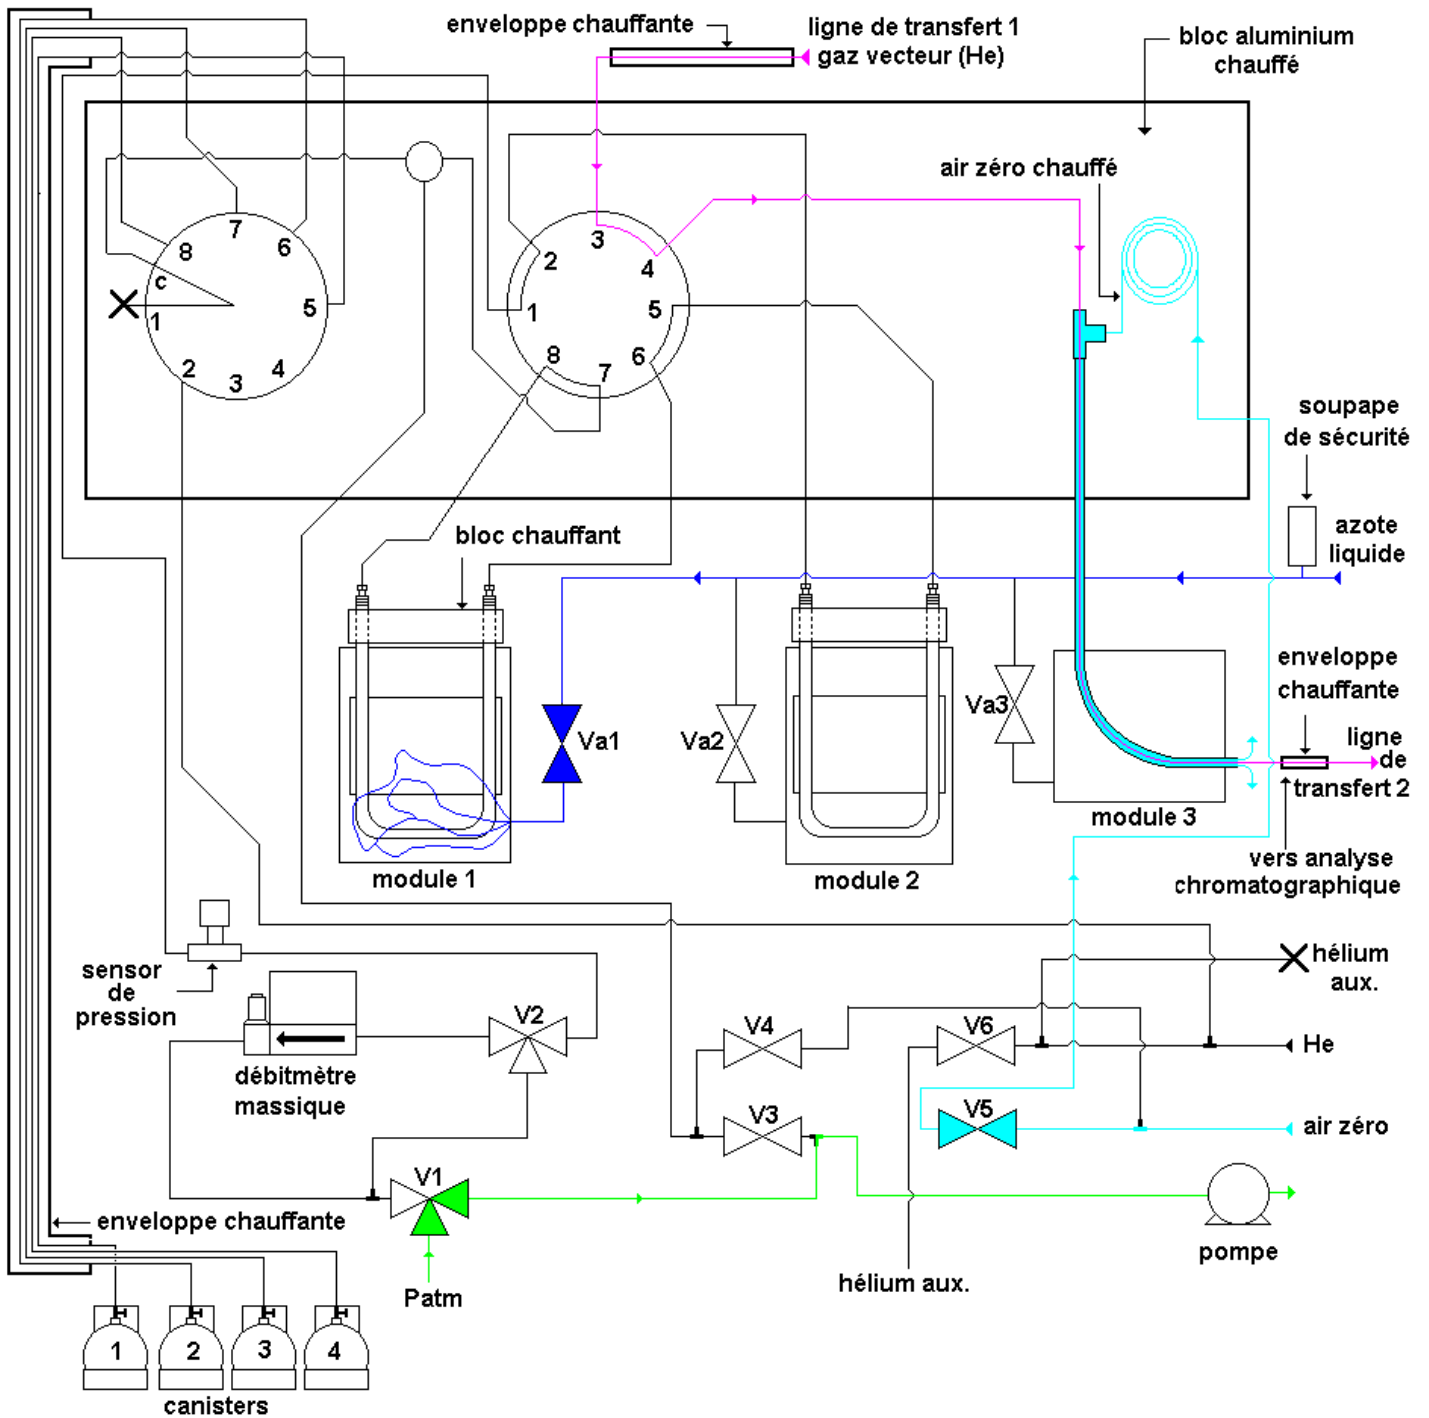 enveloppe chauffante
ligne de transfert 1
gaz vecteur (He)
bloc aluminium
chauffé
air zéro chauffé
7
8
6
c
5
1
2
4
3
3
2
4
1
5
8
6
7
soupape
de sécurité
azote
liquide
bloc chauffant
enveloppe
chauffante
Va1
Va2
Va3
ligne
de
transfert 2
module 3
module 1
module 2
vers analyse
chromatographique
sensor
de
pression
hélium
aux.
V2
V4
V6
He
débitmètre
massique
V3
V5
air zéro
V1
enveloppe chauffante
pompe
hélium aux.
Patm
1
2
3
4
canisters